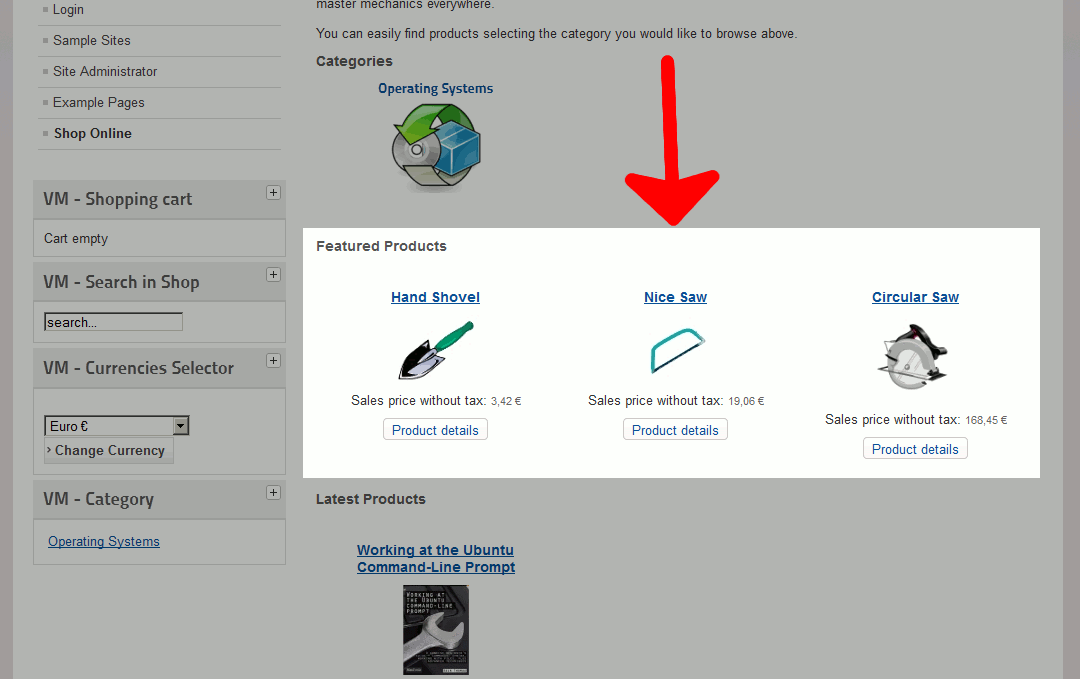 Login
Sample Sites
Site Administrator
Example Pages
Shop Online
VM - Shopping cart
Cart empty
VM - Search in Shop
search...
VM - Currencies Selector
Euro €
› Change Currency
VM - Category
Operating Systems
master mechanics everywhere.
You can easily find products selecting the category you would like to browse above.
Categories
Operating Systems
Featured Products
Hand Shovel
Sales price without tax: 3,42 €
Product details
Nice Saw
Sales price without tax: 19,06 €
Product details
Circular Saw
Sales price without tax: 168,45 €
Product details
Latest Products
Working at the Ubuntu
Command-Line Prompt
Working at
the Ubuntu
command-line
prompt